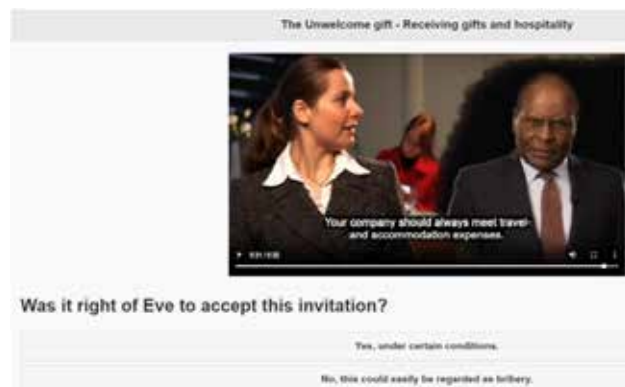 The Unwelcome gift - Receiving gifts and hospitality
Your company should always meet travel-
and accommodation expenses.
Was it right of Eve to accept this invitation?
Yes, under certain conditions.
No, this could easily be regarded as bribery.